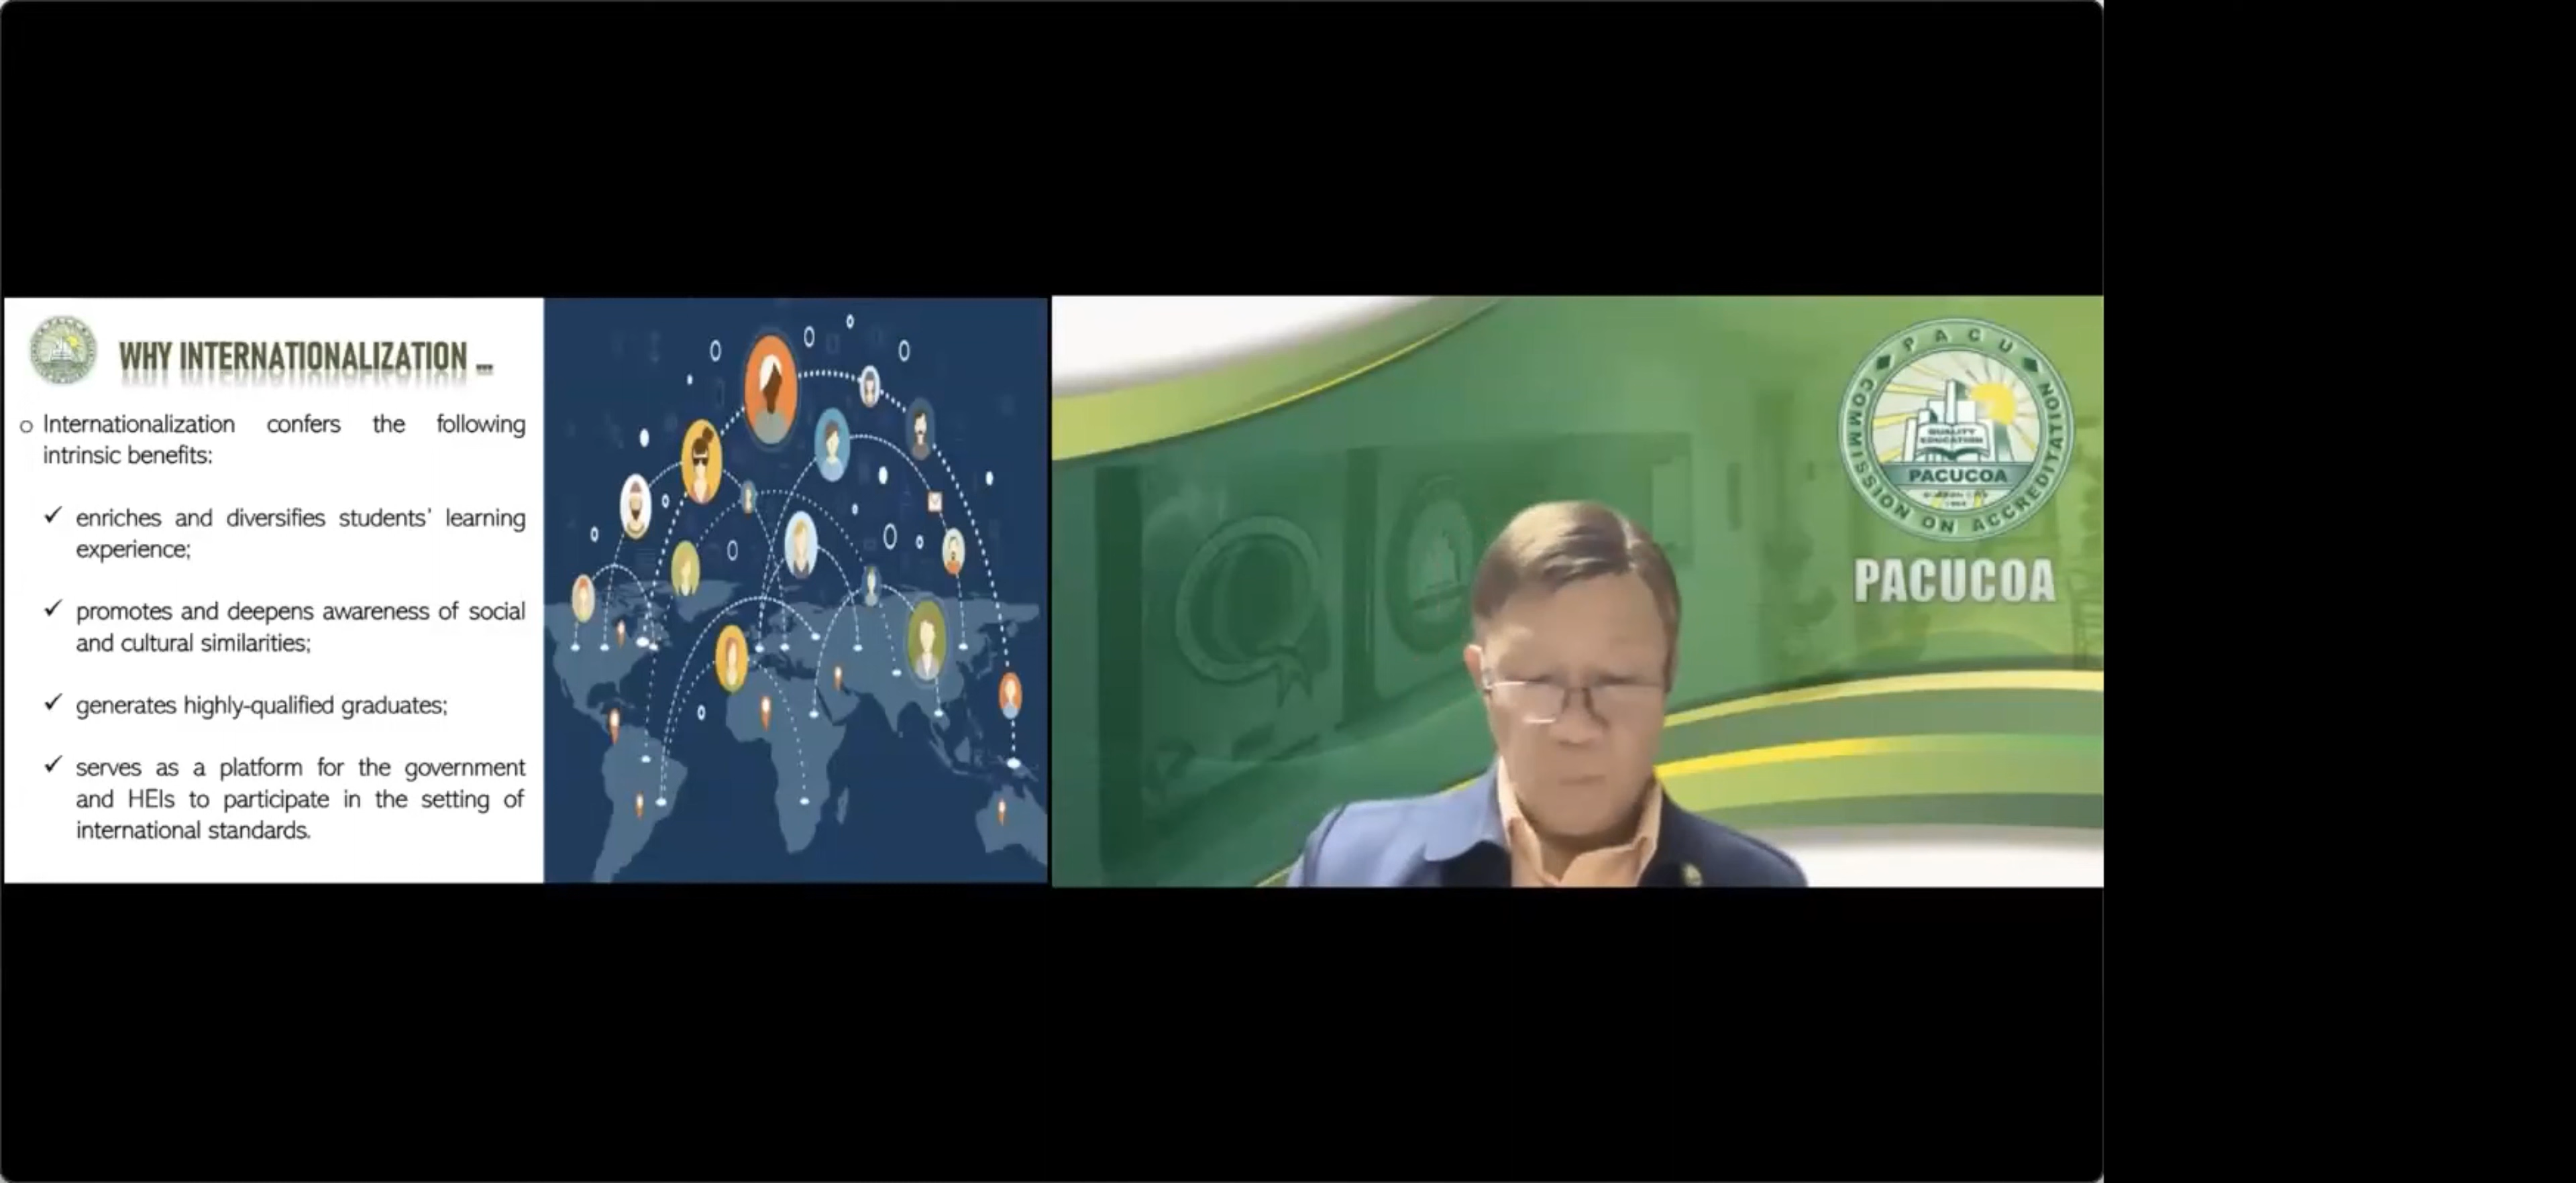 WHY INTERNATIONALIZATION ...
o Internationalization confers the following
intrinsic benefits:
✓ enriches and diversifies students' learning
experience;
✓ promotes and deepens awareness of social
and cultural similarities;
✓ generates highly-qualified graduates;
✓ serves as a platform for the government
and HEIs to participate in the setting of
international standards.
PACU
COMMISSION ON ACCREDITATION
QUALITY
EDUCATION
PACUCOA
PACUCOA